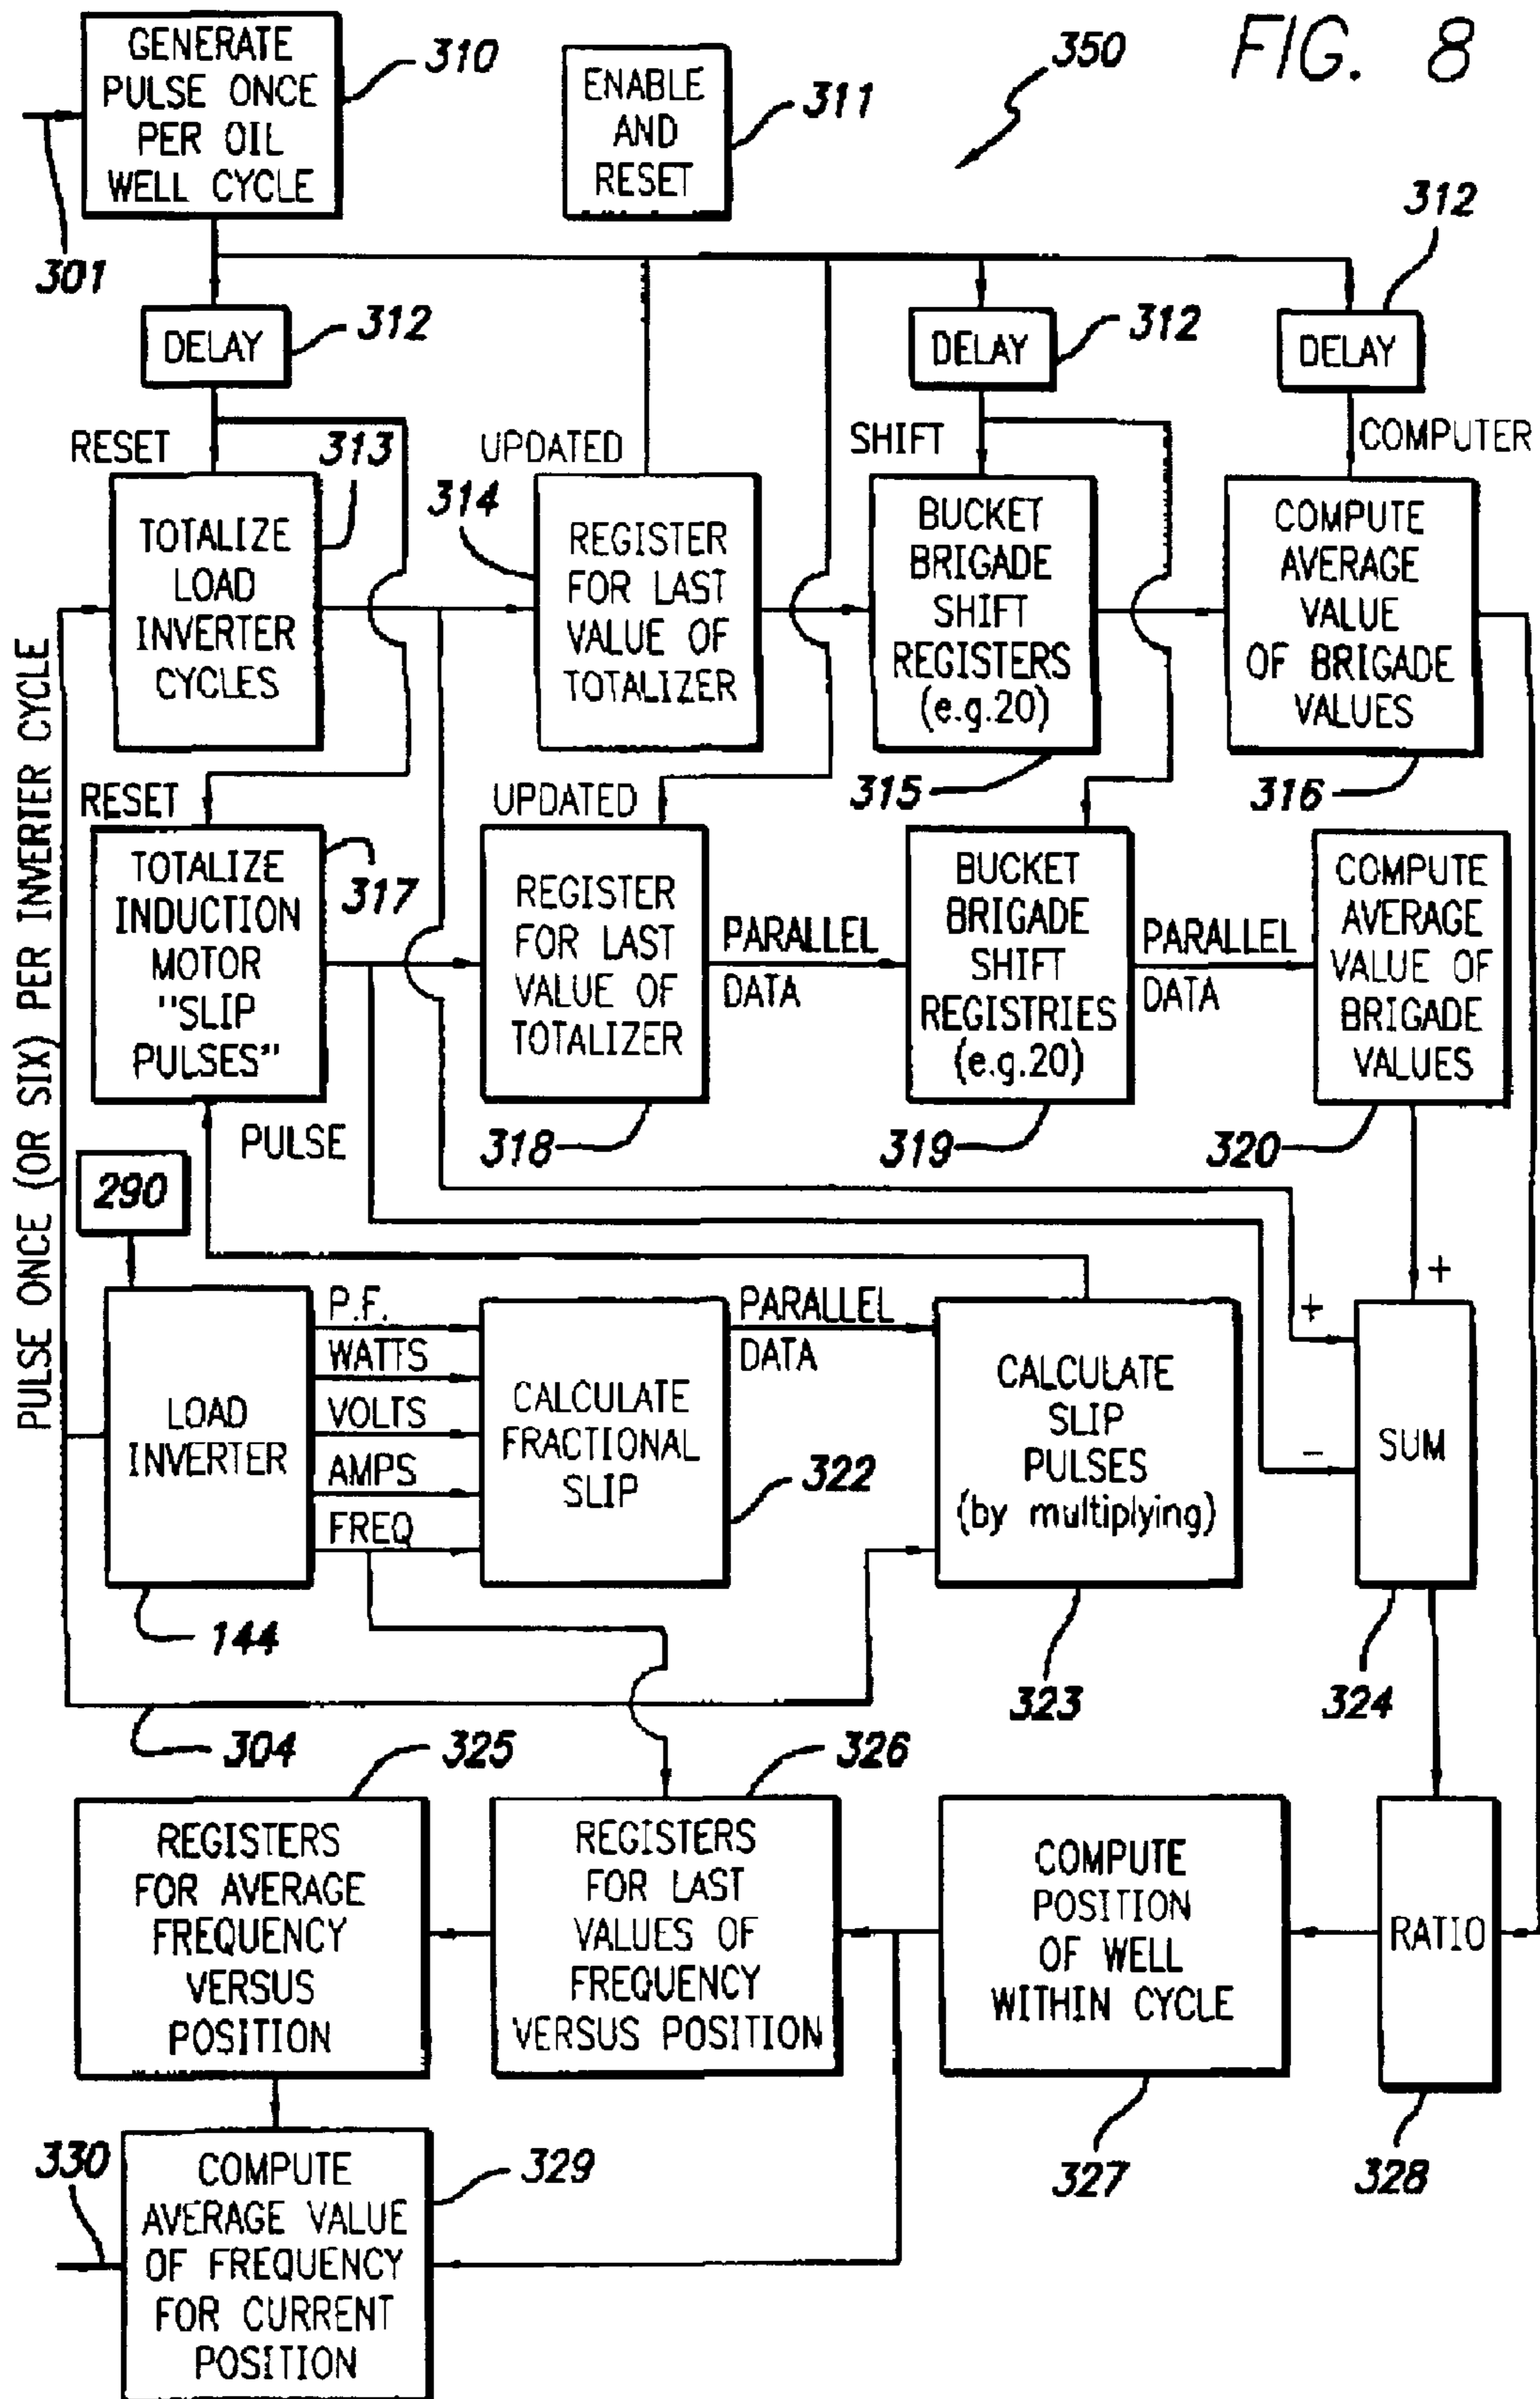 FIG. 8
350
GENERATE
PULSE ONCE
PER OIL
WELL CYCLE
310
301
ENABLE
AND
RESET
311
DELAY
312
DELAY
312
DELAY
312
RESET
313
UPDATED
314
SHIFT
COMPUTER
TOTALIZE
LOAD
INVERTER
CYCLES
REGISTER
FOR LAST
VALUE OF
TOTALIZER
BUCKET
BRIGADE
SHIFT
REGISTERS
(e.g.20)
315
COMPUTE
AVERAGE
VALUE
OF BRIGADE
VALUES
316
PULSE ONCE (OR SIX) PER INVERTER CYCLE
RESET
TOTALIZE
INDUCTION
MOTOR
"SLIP
PULSES"
317
PULSE
UPDATED
REGISTER
FOR LAST
VALUE OF
TOTALIZER
318
PARALLEL
DATA
BUCKET
BRIGADE
SHIFT
REGISTRIES
(e.g.20)
319
PARALLEL
DATA
COMPUTE
AVERAGE
VALUE OF
BRIGADE
VALUES
320
290
LOAD
INVERTER
144
P.F.
WATTS
VOLTS
AMPS
FREQ
CALCULATE
FRACTIONAL
SLIP
322
PARALLEL
DATA
CALCULATE
SLIP
PULSES
(by multiplying)
323
+
+
−
SUM
324
304
325
REGISTERS
FOR AVERAGE
FREQUENCY
VERSUS
POSITION
326
REGISTERS
FOR LAST
VALUES OF
FREQUENCY
VERSUS POSITION
COMPUTE
POSITION
OF WELL
WITHIN CYCLE
327
RATIO
328
330
COMPUTE
AVERAGE VALUE
OF FREQUENCY
FOR CURRENT
POSITION
329